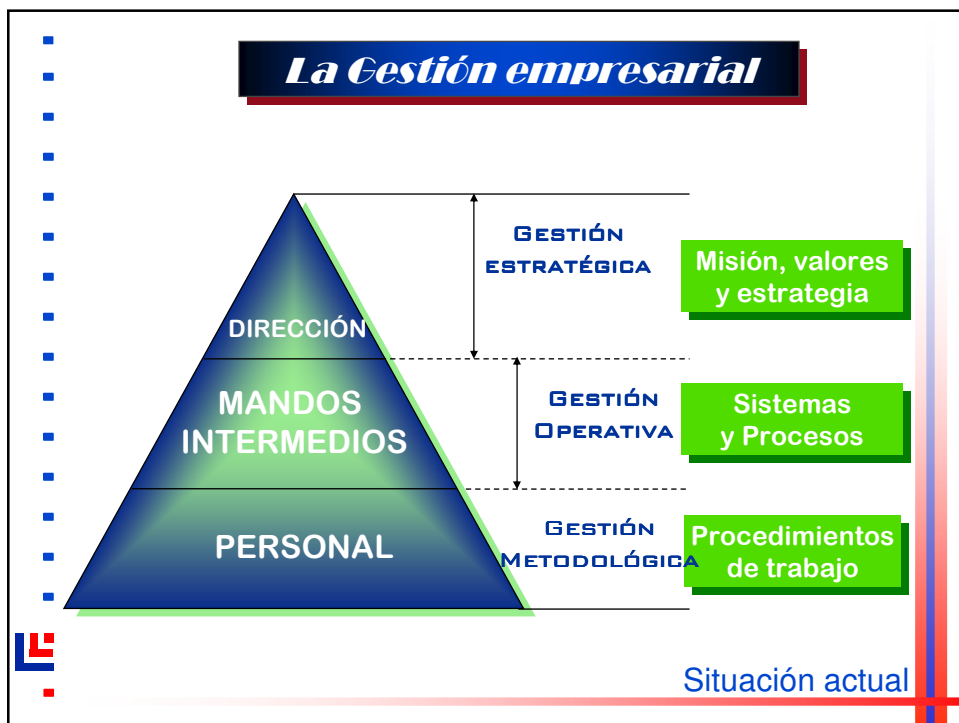 La Gestión empresarial
GESTIÓN
ESTRATÉGICA
Misión, valores
y estrategia
DIRECCIÓN
MANDOS
INTERMEDIOS
GESTIÓN
OPERATIVA
Sistemas
y Procesos
PERSONAL
GESTIÓN
METODOLÓGICA
Procedimientos
de trabajo
Situación actual